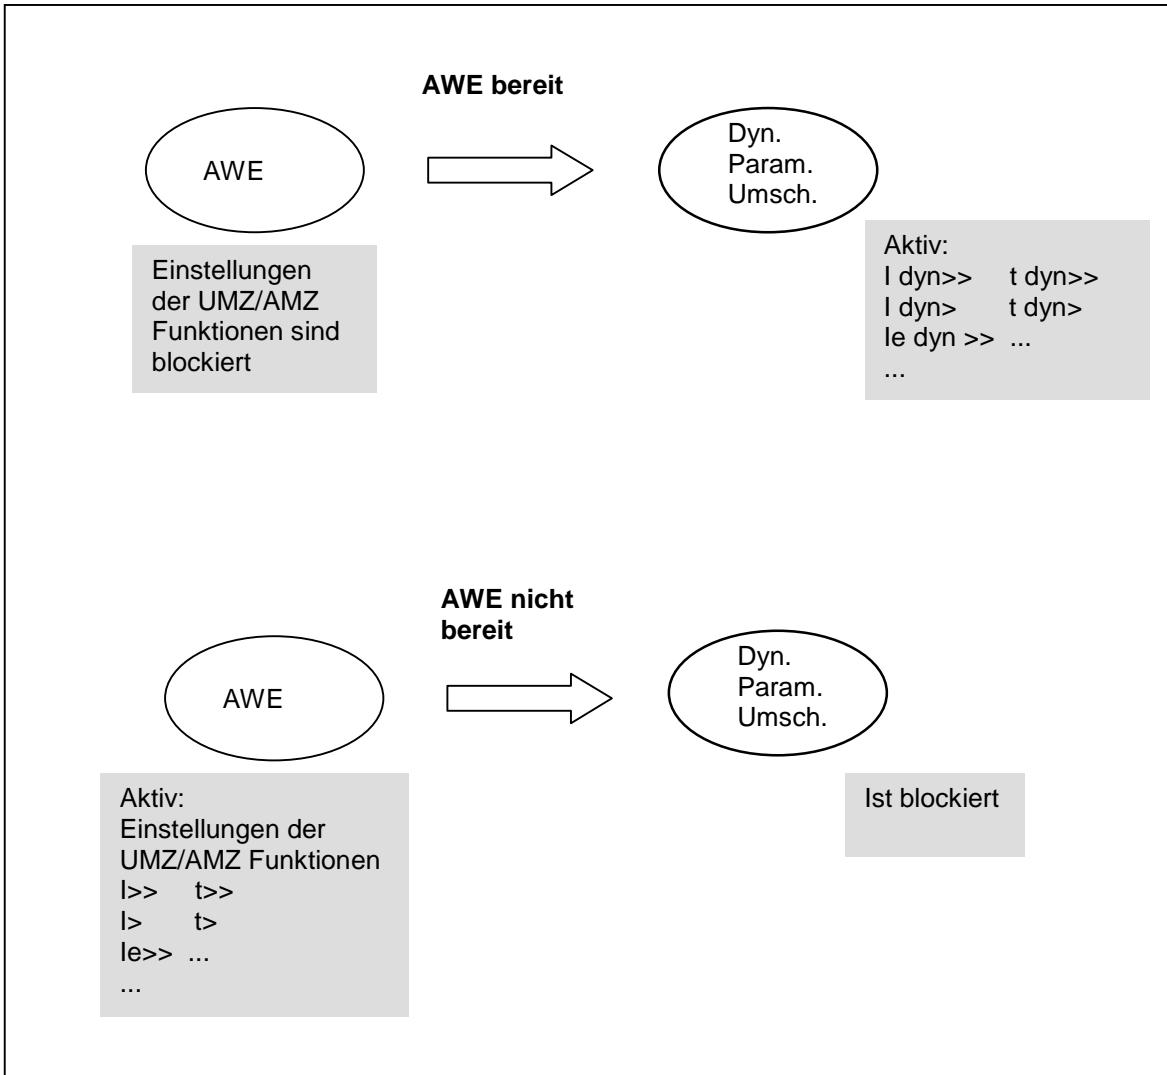 AWE bereit
AWE
Dyn.
Param.
Umsch.
Einstellungen
der UMZ/AMZ
Funktionen sind
blockiert
Aktiv:
I dyn>> t dyn>>
I dyn> t dyn>
Ie dyn >> ...
...
AWE nicht
bereit
AWE
Dyn.
Param.
Umsch.
Aktiv:
Einstellungen der
UMZ/AMZ Funktionen
I>> t>>
I> t>
Ie>> ...
...
Ist blockiert